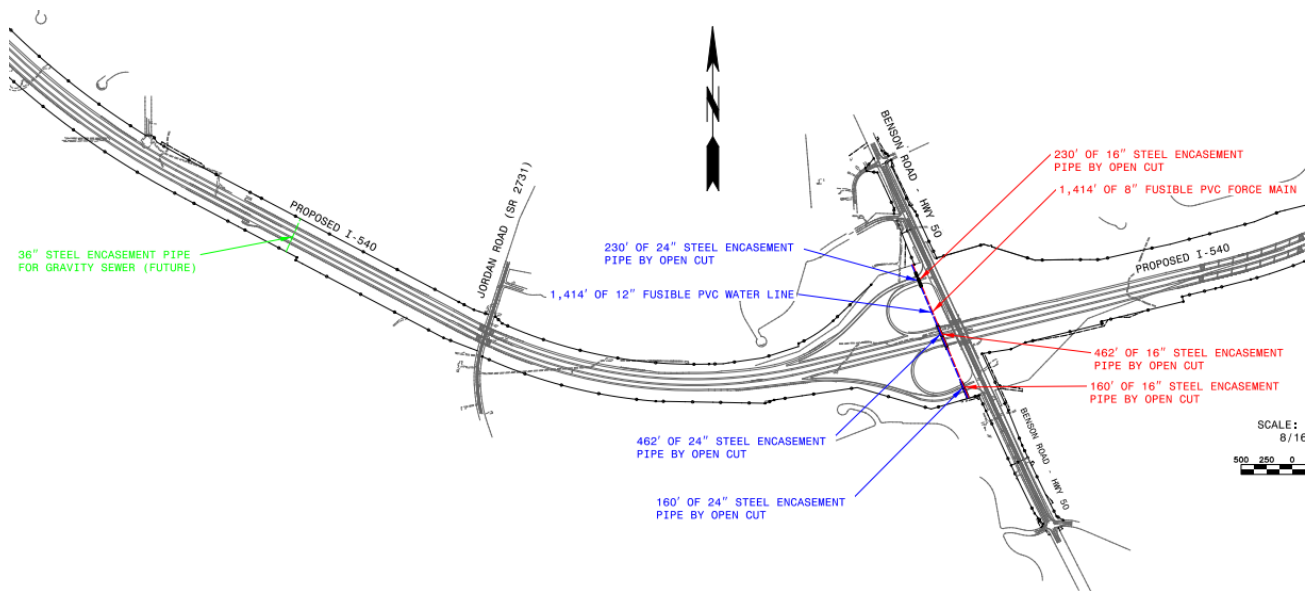 N
BENSON ROAD - HWY 50
230' OF 16" STEEL ENCASEMENT
PIPE BY OPEN CUT
1,414' OF 8" FUSIBLE PVC FORCE MAIN
JORDAN ROAD (SR 2731)
PROPOSED I-540
36" STEEL ENCASEMENT PIPE
FOR GRAVITY SEWER (FUTURE)
230' OF 24" STEEL ENCASEMENT
PIPE BY OPEN CUT
PROPOSED I-540
1,414' OF 12" FUSIBLE PVC WATER LINE
462' OF 16" STEEL ENCASEMENT
PIPE BY OPEN CUT
160' OF 16" STEEL ENCASEMENT
PIPE BY OPEN CUT
462' OF 24" STEEL ENCASEMENT
PIPE BY OPEN CUT
BENSON ROAD - HWY 50
160' OF 24" STEEL ENCASEMENT
PIPE BY OPEN CUT
SCALE:
8/16
500 250 0